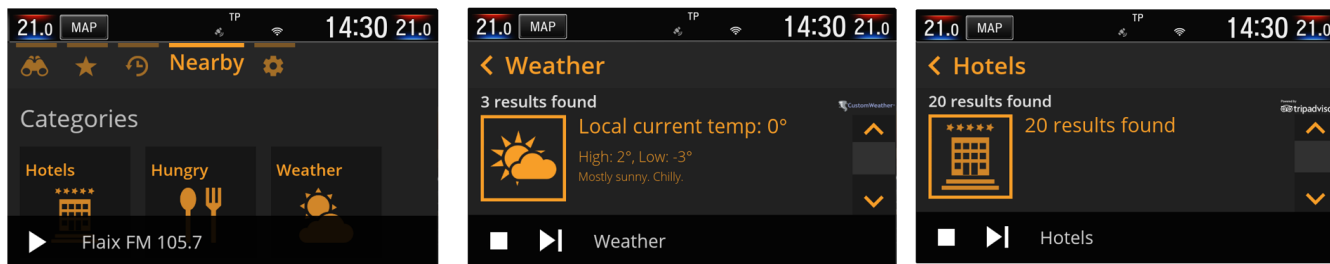 21.0 MAP TP 14:30 21.0
Nearby
Categories
Hotels Hungry Weather
Flaix FM 105.7
21.0 MAP TP 14:30 21.0
Weather
3 results found
CustomWeather
Local current temp: 0°
High: 2°, Low: -3°
Mostly sunny. Chilly.
Weather
21.0 MAP TP 14:30 21.0
Hotels
20 results found
tripadviso
20 results found
Hotels